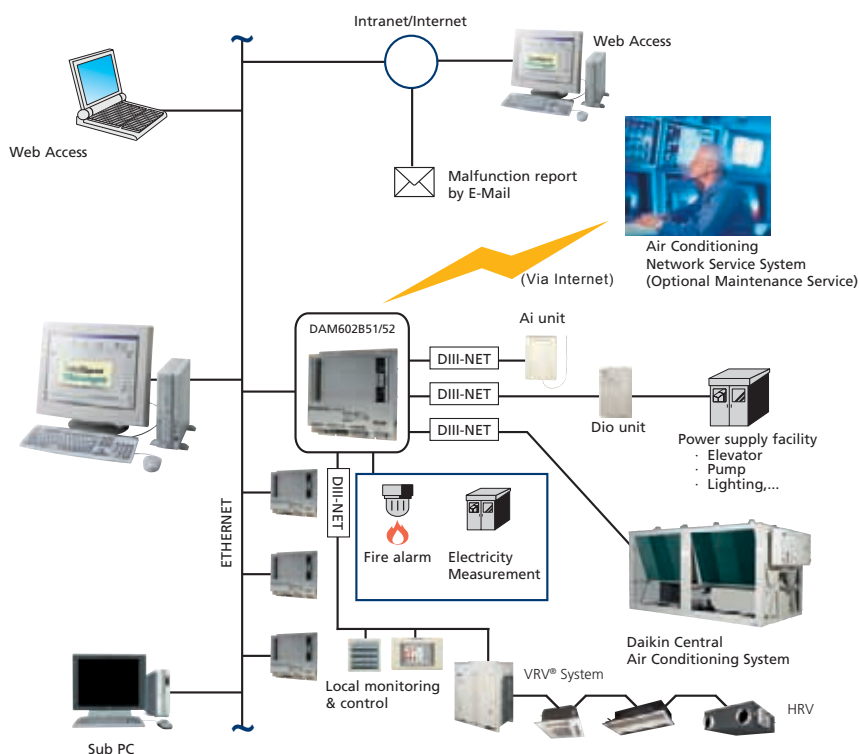 Intranet/Internet
Web Access
Web Access
Malfunction report
by E-Mail
Air Conditioning
Network Service System
(Optional Maintenance Service)
(Via Internet)
DAM602B51/52
Ai unit
DIII-NET
DIII-NET
Dio unit
DIII-NET
Power supply facility
· Elevator
· Pump
· Lighting,...
DIII-NET
ETHERNET
Fire alarm
Electricity
Measurement
Daikin Central
Air Conditioning System
Local monitoring
& control
VRV® System
HRV
Sub PC